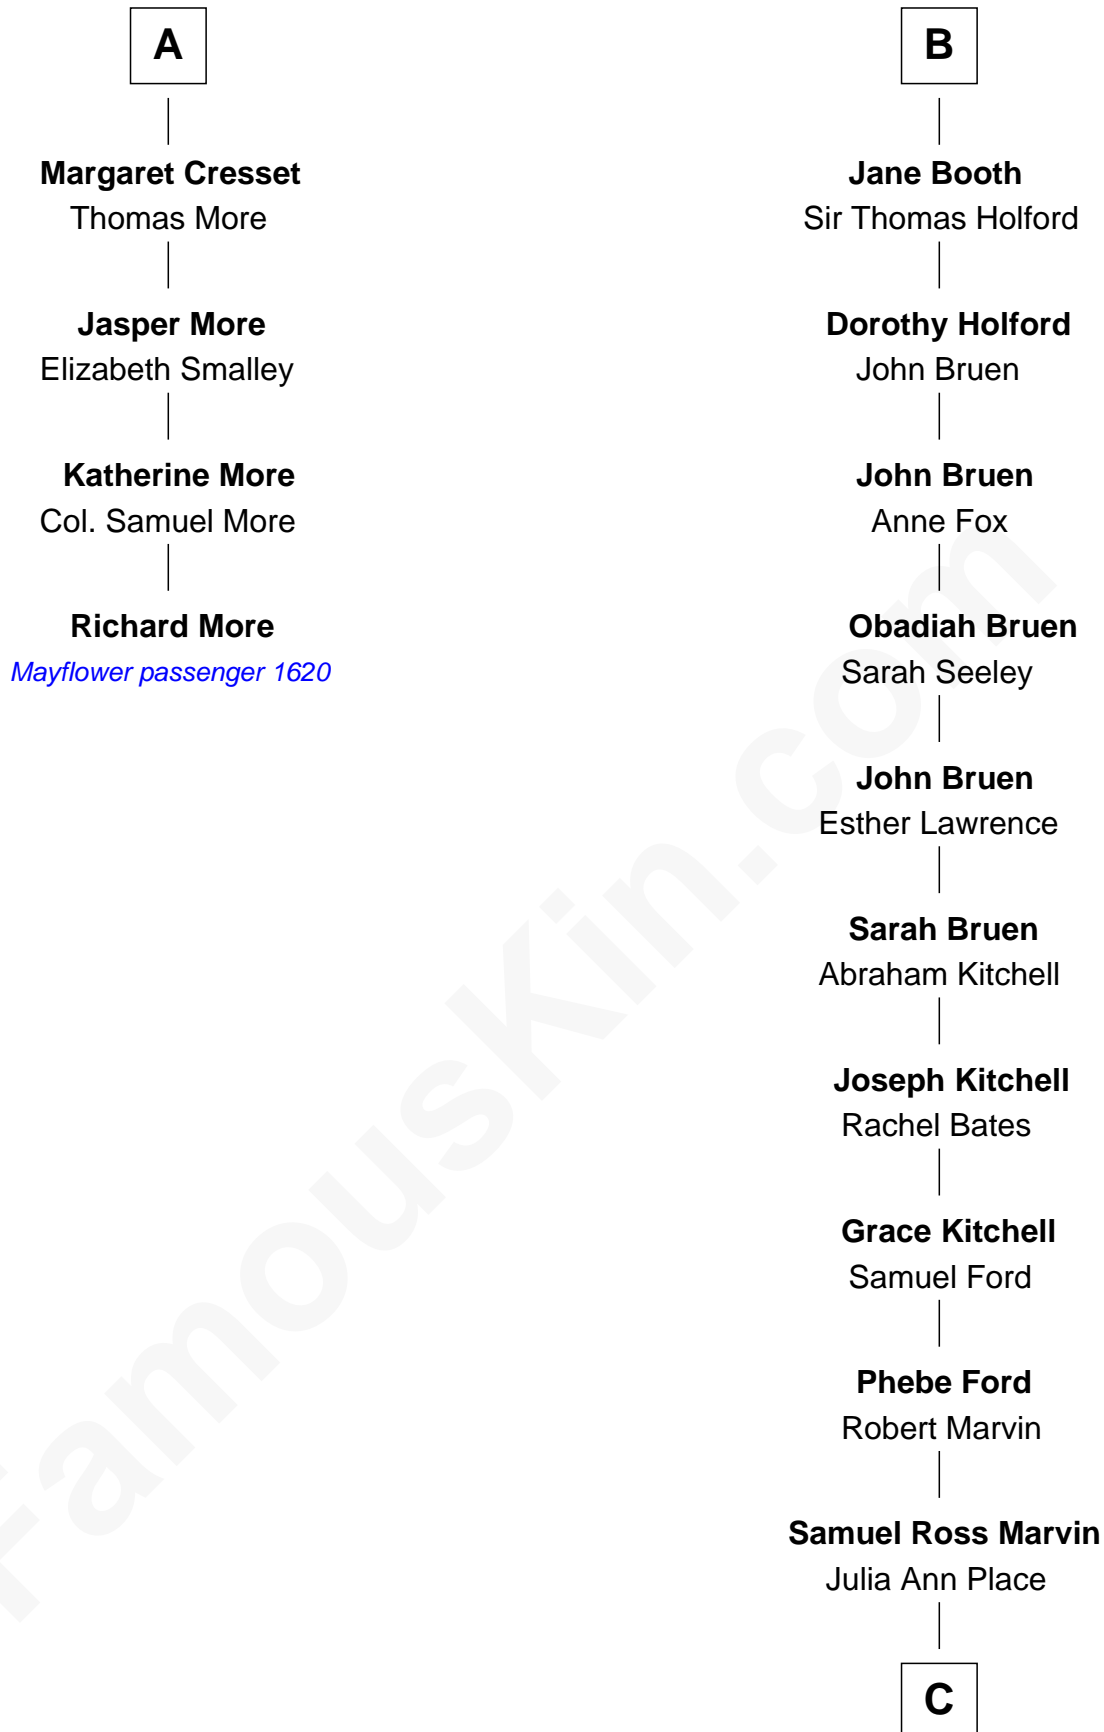 A
Margaret Cresset
Thomas More
Jasper More
Elizabeth Smalley
Katherine More
Col. Samuel More
Richard More
Mayflower passenger 1620
B
Jane Booth
Sir Thomas Holford
Dorothy Holford
John Bruen
John Bruen
Anne Fox
Obadiah Bruen
Sarah Seeley
John Bruen
Esther Lawrence
Sarah Bruen
Abraham Kitchell
Joseph Kitchell
Rachel Bates
Grace Kitchell
Samuel Ford
Phebe Ford
Robert Marvin
Samuel Ross Marvin
Julia Ann Place
C
FamousKin.com